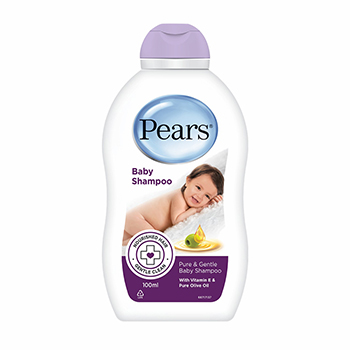 Pears®
Baby
Shampoo
NOURISHED HAIR
GENTLE CLEAN
Pure & Gentle
Baby Shampoo
With Vitamin E &
Pure Olive Oil
100ml